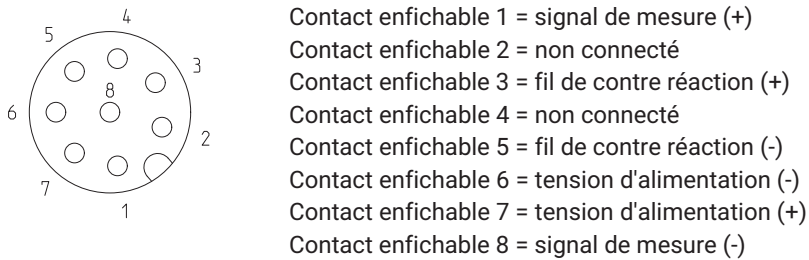 4
5
3
8
6
2
7
1
Contact enfichable 1 = signal de mesure (+)
Contact enfichable 2 = non connecté
Contact enfichable 3 = fil de contre réaction (+)
Contact enfichable 4 = non connecté
Contact enfichable 5 = fil de contre réaction (-)
Contact enfichable 6 = tension d'alimentation (-)
Contact enfichable 7 = tension d'alimentation (+)
Contact enfichable 8 = signal de mesure (-)